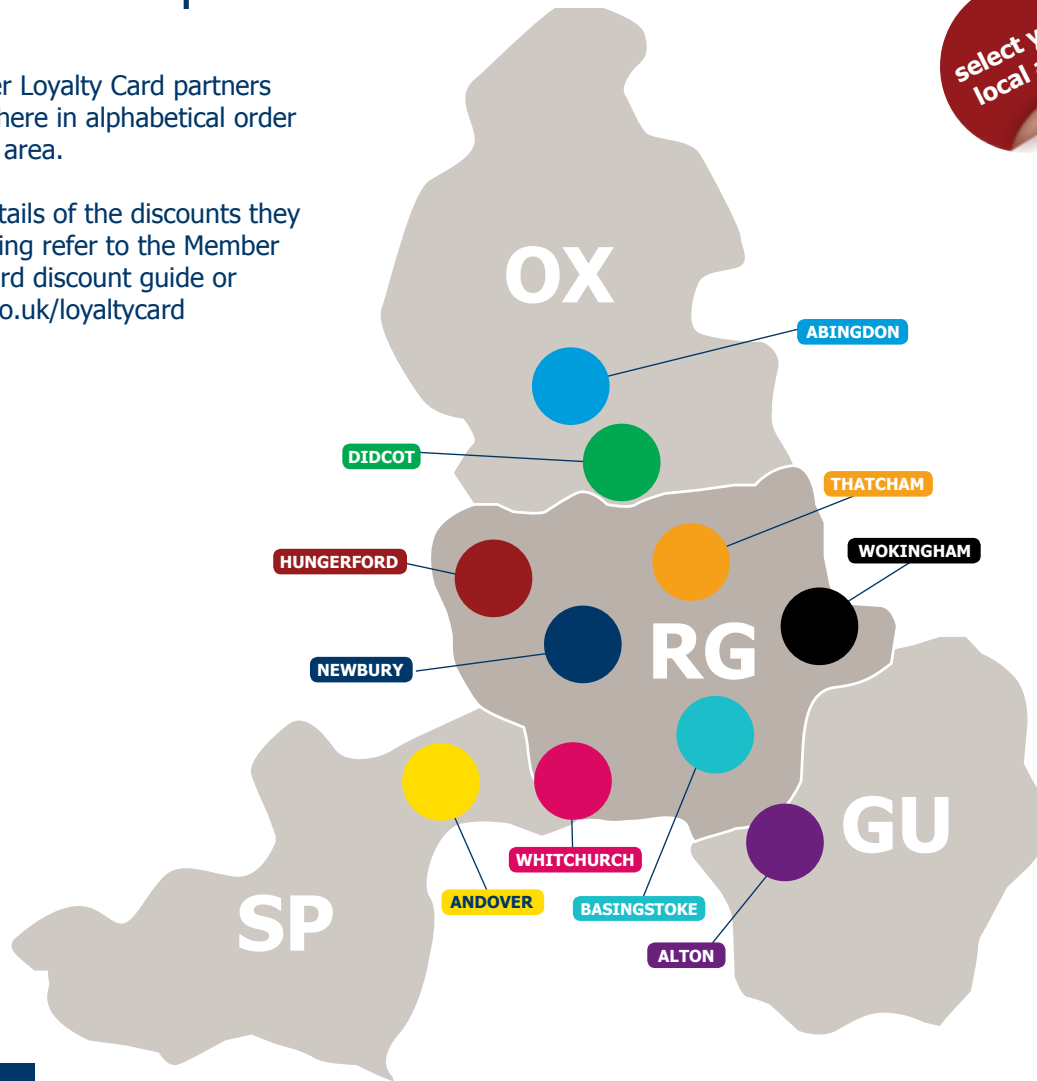 er Loyalty Card partners
here in alphabetical order
area.
tails of the discounts they
ing refer to the Member
rd discount guide or
o.uk/loyaltycard
select
local
OX
ABINGDON
DIDCOT
THATCHAM
WOKINGHAM
HUNGERFORD
RG
NEWBURY
GU
WHITCHURCH
ANDOVER
BASINGSTOKE
SP
ALTON